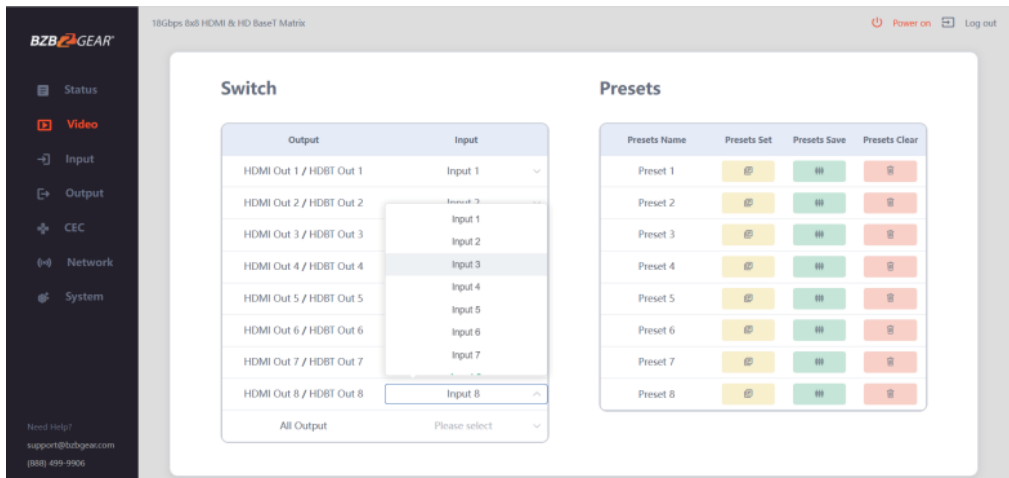 18Gbps 8x8 HDMI & HD BaseT Matrix
Power on
Log out
BZBGEAR®
Status
Video
Input
Output
CEC
Network
System
Need Help?
support@bzbgear.com
(888) 499-9906
Switch
Output Input
HDMI Out 1 / HDBT Out 1 Input 1
HDMI Out 2 / HDBT Out 2 Input 2
HDMI Out 3 / HDBT Out 3
HDMI Out 4 / HDBT Out 4
HDMI Out 5 / HDBT Out 5
HDMI Out 6 / HDBT Out 6
HDMI Out 7 / HDBT Out 7
HDMI Out 8 / HDBT Out 8 Input 8
All Output Please select
Input 1
Input 2
Input 3
Input 4
Input 5
Input 6
Input 7
Presets
Presets Name Presets Set Presets Save Presets Clear
Preset 1
Preset 2
Preset 3
Preset 4
Preset 5
Preset 6
Preset 7
Preset 8